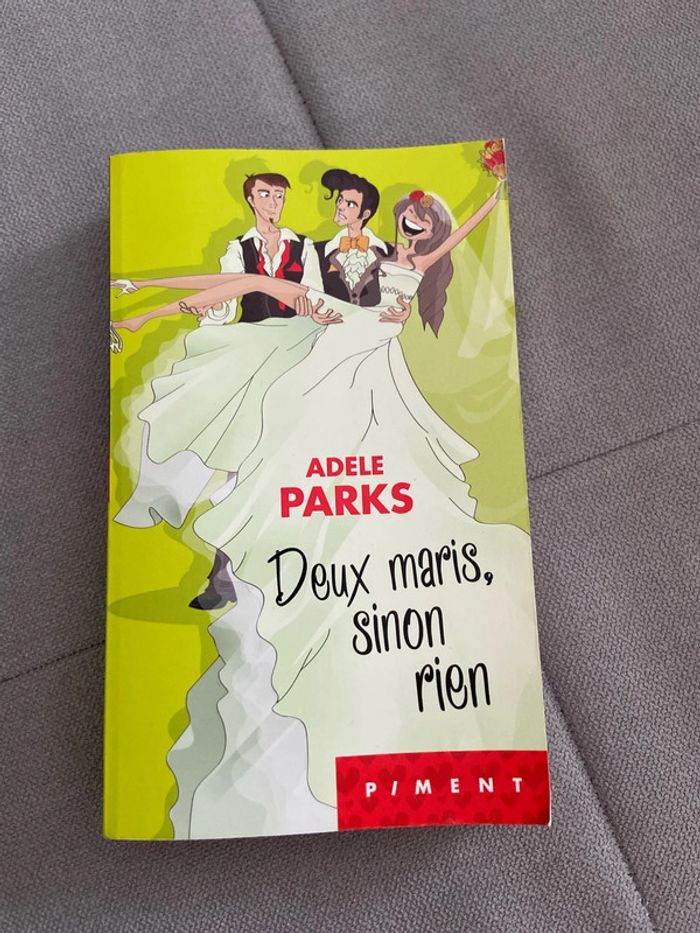 ADELE
PARKS
Deux maris,
sinon
rien
PIMENT